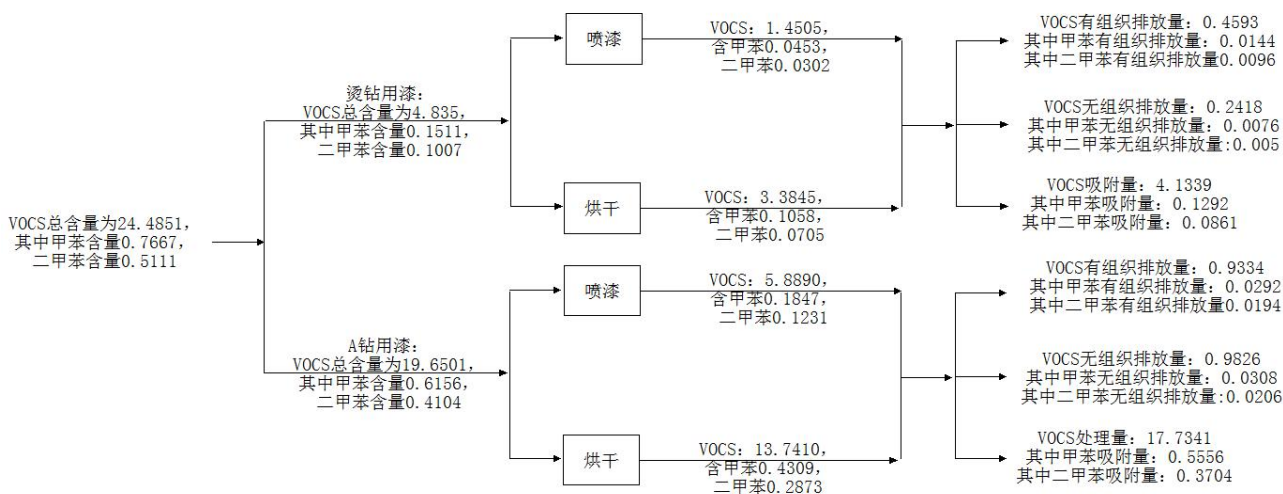 VOCS总含量为24.4851,
其中甲苯含量0.7667,
二甲苯含量0.5111
烫钻用漆:
VOCS总含量为4.835,
其中甲苯含量0.1511,
二甲苯含量0.1007
喷漆
VOCS: 1.4505,
含甲苯0.0453,
二甲苯0.0302
烘干
VOCS: 3.3845,
含甲苯0.1058,
二甲苯0.0705
VOCS有组织排放量: 0.4593
其中甲苯有组织排放量: 0.0144
其中二甲苯有组织排放量0.0096
VOCS无组织排放量: 0.2418
其中甲苯无组织排放量: 0.0076
其中二甲苯无组织排放量:0.005
VOCS吸附量: 4.1339
其中甲苯吸附量: 0.1292
其中二甲苯吸附量: 0.0861
A钻用漆:
VOCS总含量为19.6501,
其中甲苯含量0.6156,
二甲苯含量0.4104
喷漆
VOCS: 5.8890,
含甲苯0.1847,
二甲苯0.1231
烘干
VOCS: 13.7410,
含甲苯0.4309,
二甲苯0.2873
VOCS有组织排放量: 0.9334
其中甲苯有组织排放量: 0.0292
其中二甲苯有组织排放量0.0194
VOCS无组织排放量: 0.9826
其中甲苯无组织排放量: 0.0308
其中二甲苯无组织排放量:0.0206
VOCS处理量: 17.7341
其中甲苯吸附量: 0.5556
其中二甲苯吸附量: 0.3704